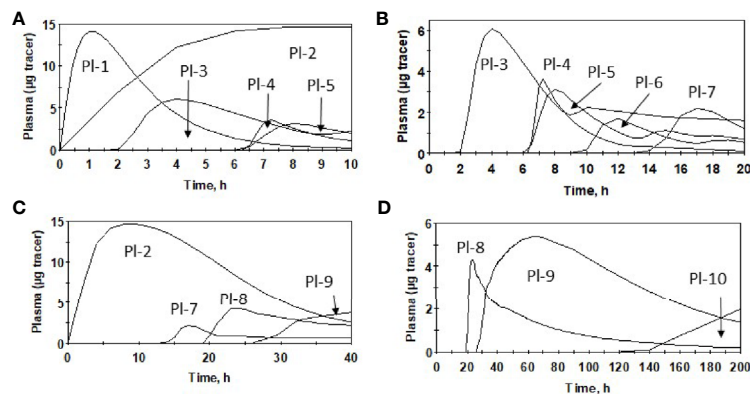 A
15
10
5
0
Plasma (µg tracer)
Pl-1
Pl-2
Pl-3
Pl-4
Pl-5
0 1 2 3 4 5 6 7 8 9 10
Time, h
B
6
4
2
0
Plasma (µg tracer)
Pl-3
Pl-4
Pl-5
Pl-6
Pl-7
0 2 4 6 8 10 12 14 16 18 20
Time, h
C
15
10
5
0
Plasma (µg tracer)
Pl-2
Pl-7
Pl-8
Pl-9
0 10 20 30 40
Time, h
D
6
4
2
0
Plasma (µg tracer)
Pl-8
Pl-9
Pl-10
0 20 40 60 80 100 120 140 160 180 200
Time, h